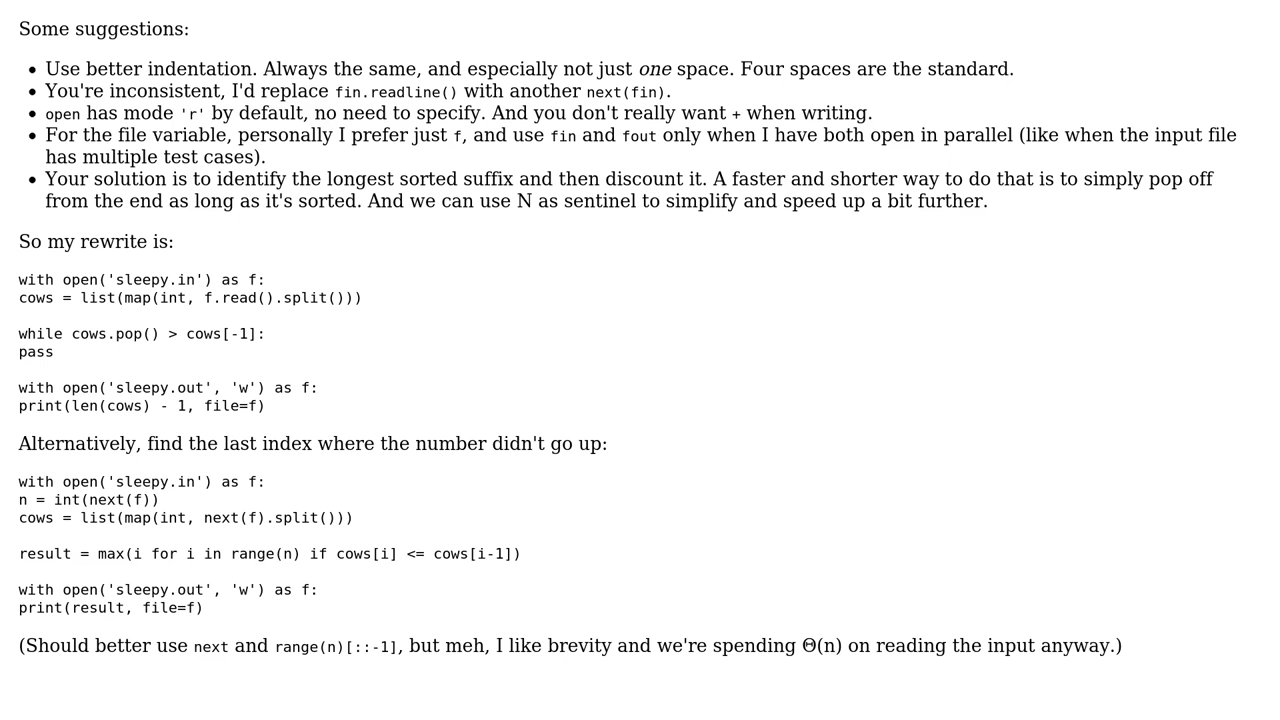 Some suggestions:
Use better indentation. Always the same, and especially not just one space. Four spaces are the standard.
You're inconsistent, I'd replace fin.readline() with another next(fin).
open has mode 'r' by default, no need to specify. And you don't really want + when writing.
For the file variable, personally I prefer just f, and use fin and fout only when I have both open in parallel (like when the input file
has multiple test cases).
Your solution is to identify the longest sorted suffix and then discount it. A faster and shorter way to do that is to simply pop off
from the end as long as it's sorted. And we can use N as sentinel to simplify and speed up a bit further.
So my rewrite is:
with open('sleepy.in') as f:
cows = list(map(int, f.read().split()))
while cows.pop() > cows[-1]:
pass
with open('sleepy.out', 'w') as f:
print(len(cows) - 1, file=f)
Alternatively, find the last index where the number didn't go up:
with open('sleepy.in') as f:
n = int(next(f))
cows = list(map(int, next(f).split()))
result = max(i for i in range(n) if cows[i] <= cows[i-1])
with open('sleepy.out', 'w') as f:
print(result, file=f)
(Should better use next and range(n)[::-1], but meh, I like brevity and we're spending Θ(n) on reading the input anyway.)